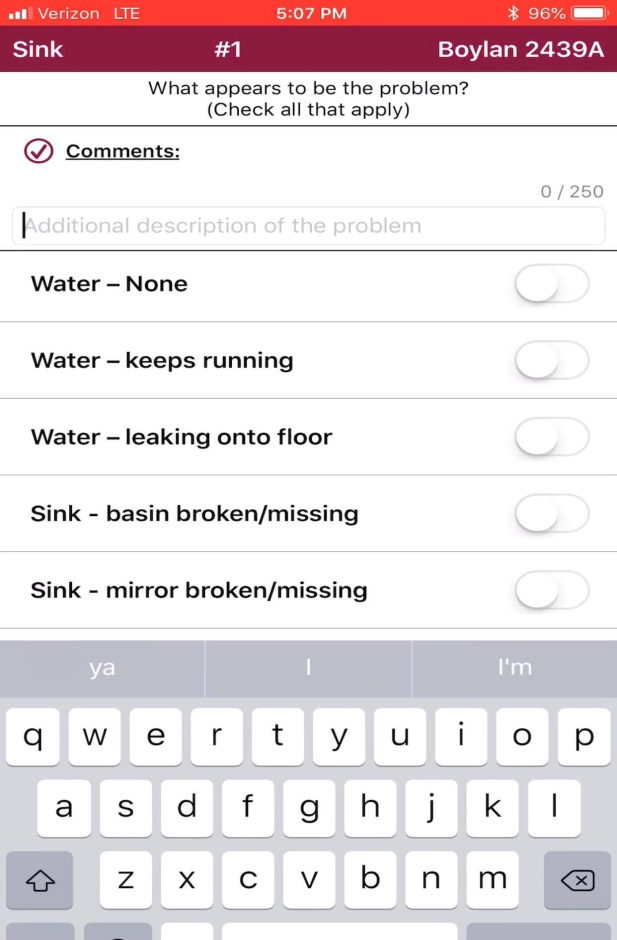 Verizon LTE 5:07 PM 96%
Sink #1 Boylan 2439A
What appears to be the problem?
(Check all that apply)
Comments:
0 / 250
Additional description of the problem
Water – None
Water – keeps running
Water – leaking onto floor
Sink - basin broken/missing
Sink - mirror broken/missing
ya I I'm
q w e r t y u i o p
a s d f g h j k l
z x c v b n m